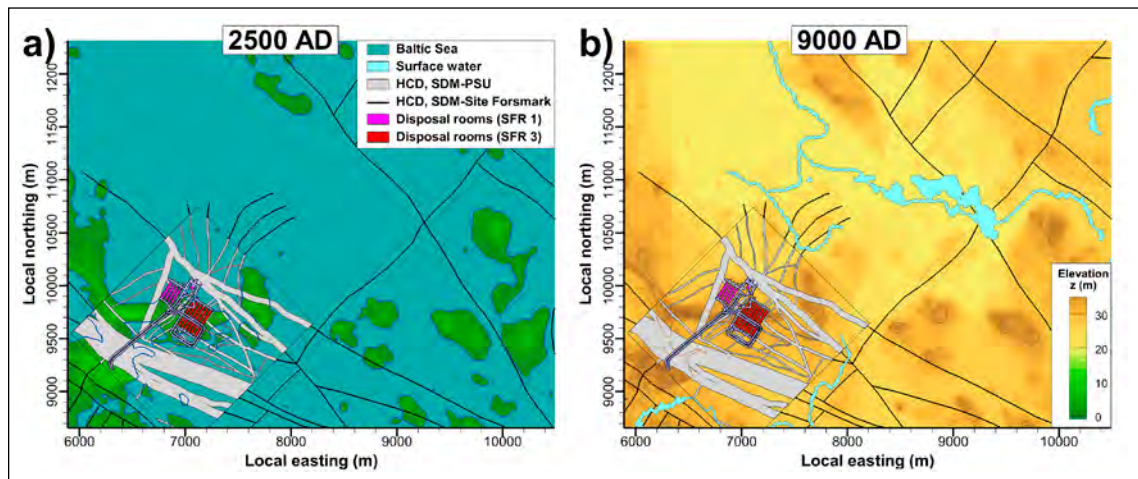 a)
2500 AD
Baltic Sea
Surface water
HCD, SDM-PSU
HCD, SDM-Site Forsmark
Disposal rooms (SFR 1)
Disposal rooms (SFR 3)
Local northing (m)
12000
11500
11000
10500
10000
9500
9000
6000 7000 8000 9000 10000
Local easting (m)
b)
9000 AD
Elevation
z (m)
30
20
10
0
Local northing (m)
12000
11500
11000
10500
10000
9500
9000
6000 7000 8000 9000 10000
Local easting (m)